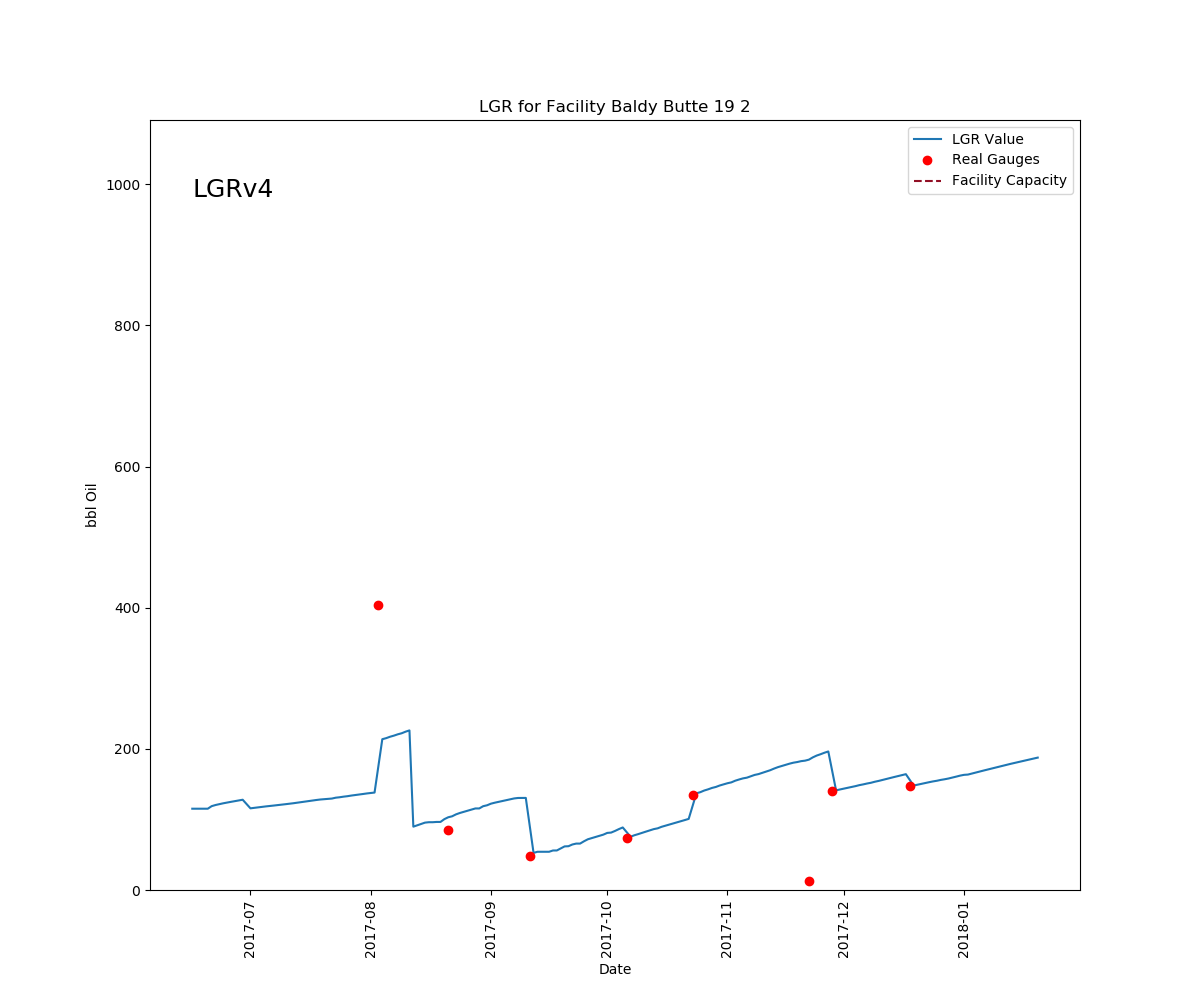 LGR for Facility Baldy Butte 19 2
LGRv4
LGR Value
Real Gauges
Facility Capacity
1000
800
600
400
200
0
bbl Oil
2017-07
2017-08
2017-09
2017-10
2017-11
2017-12
2018-01
Date